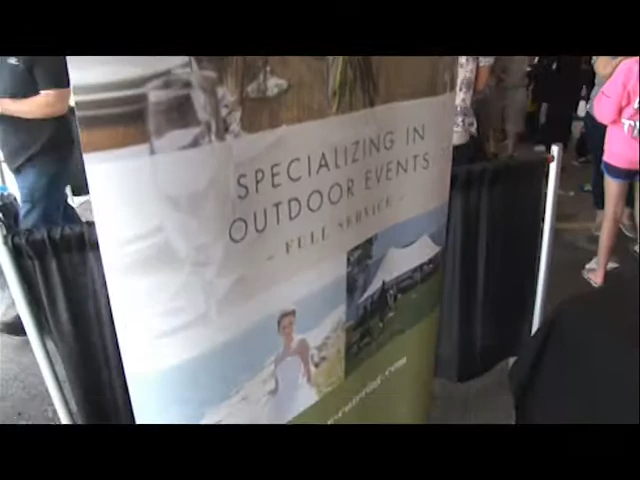 SPECIALIZING IN
OUTDOOR EVENTS
- FULL SERVICE -